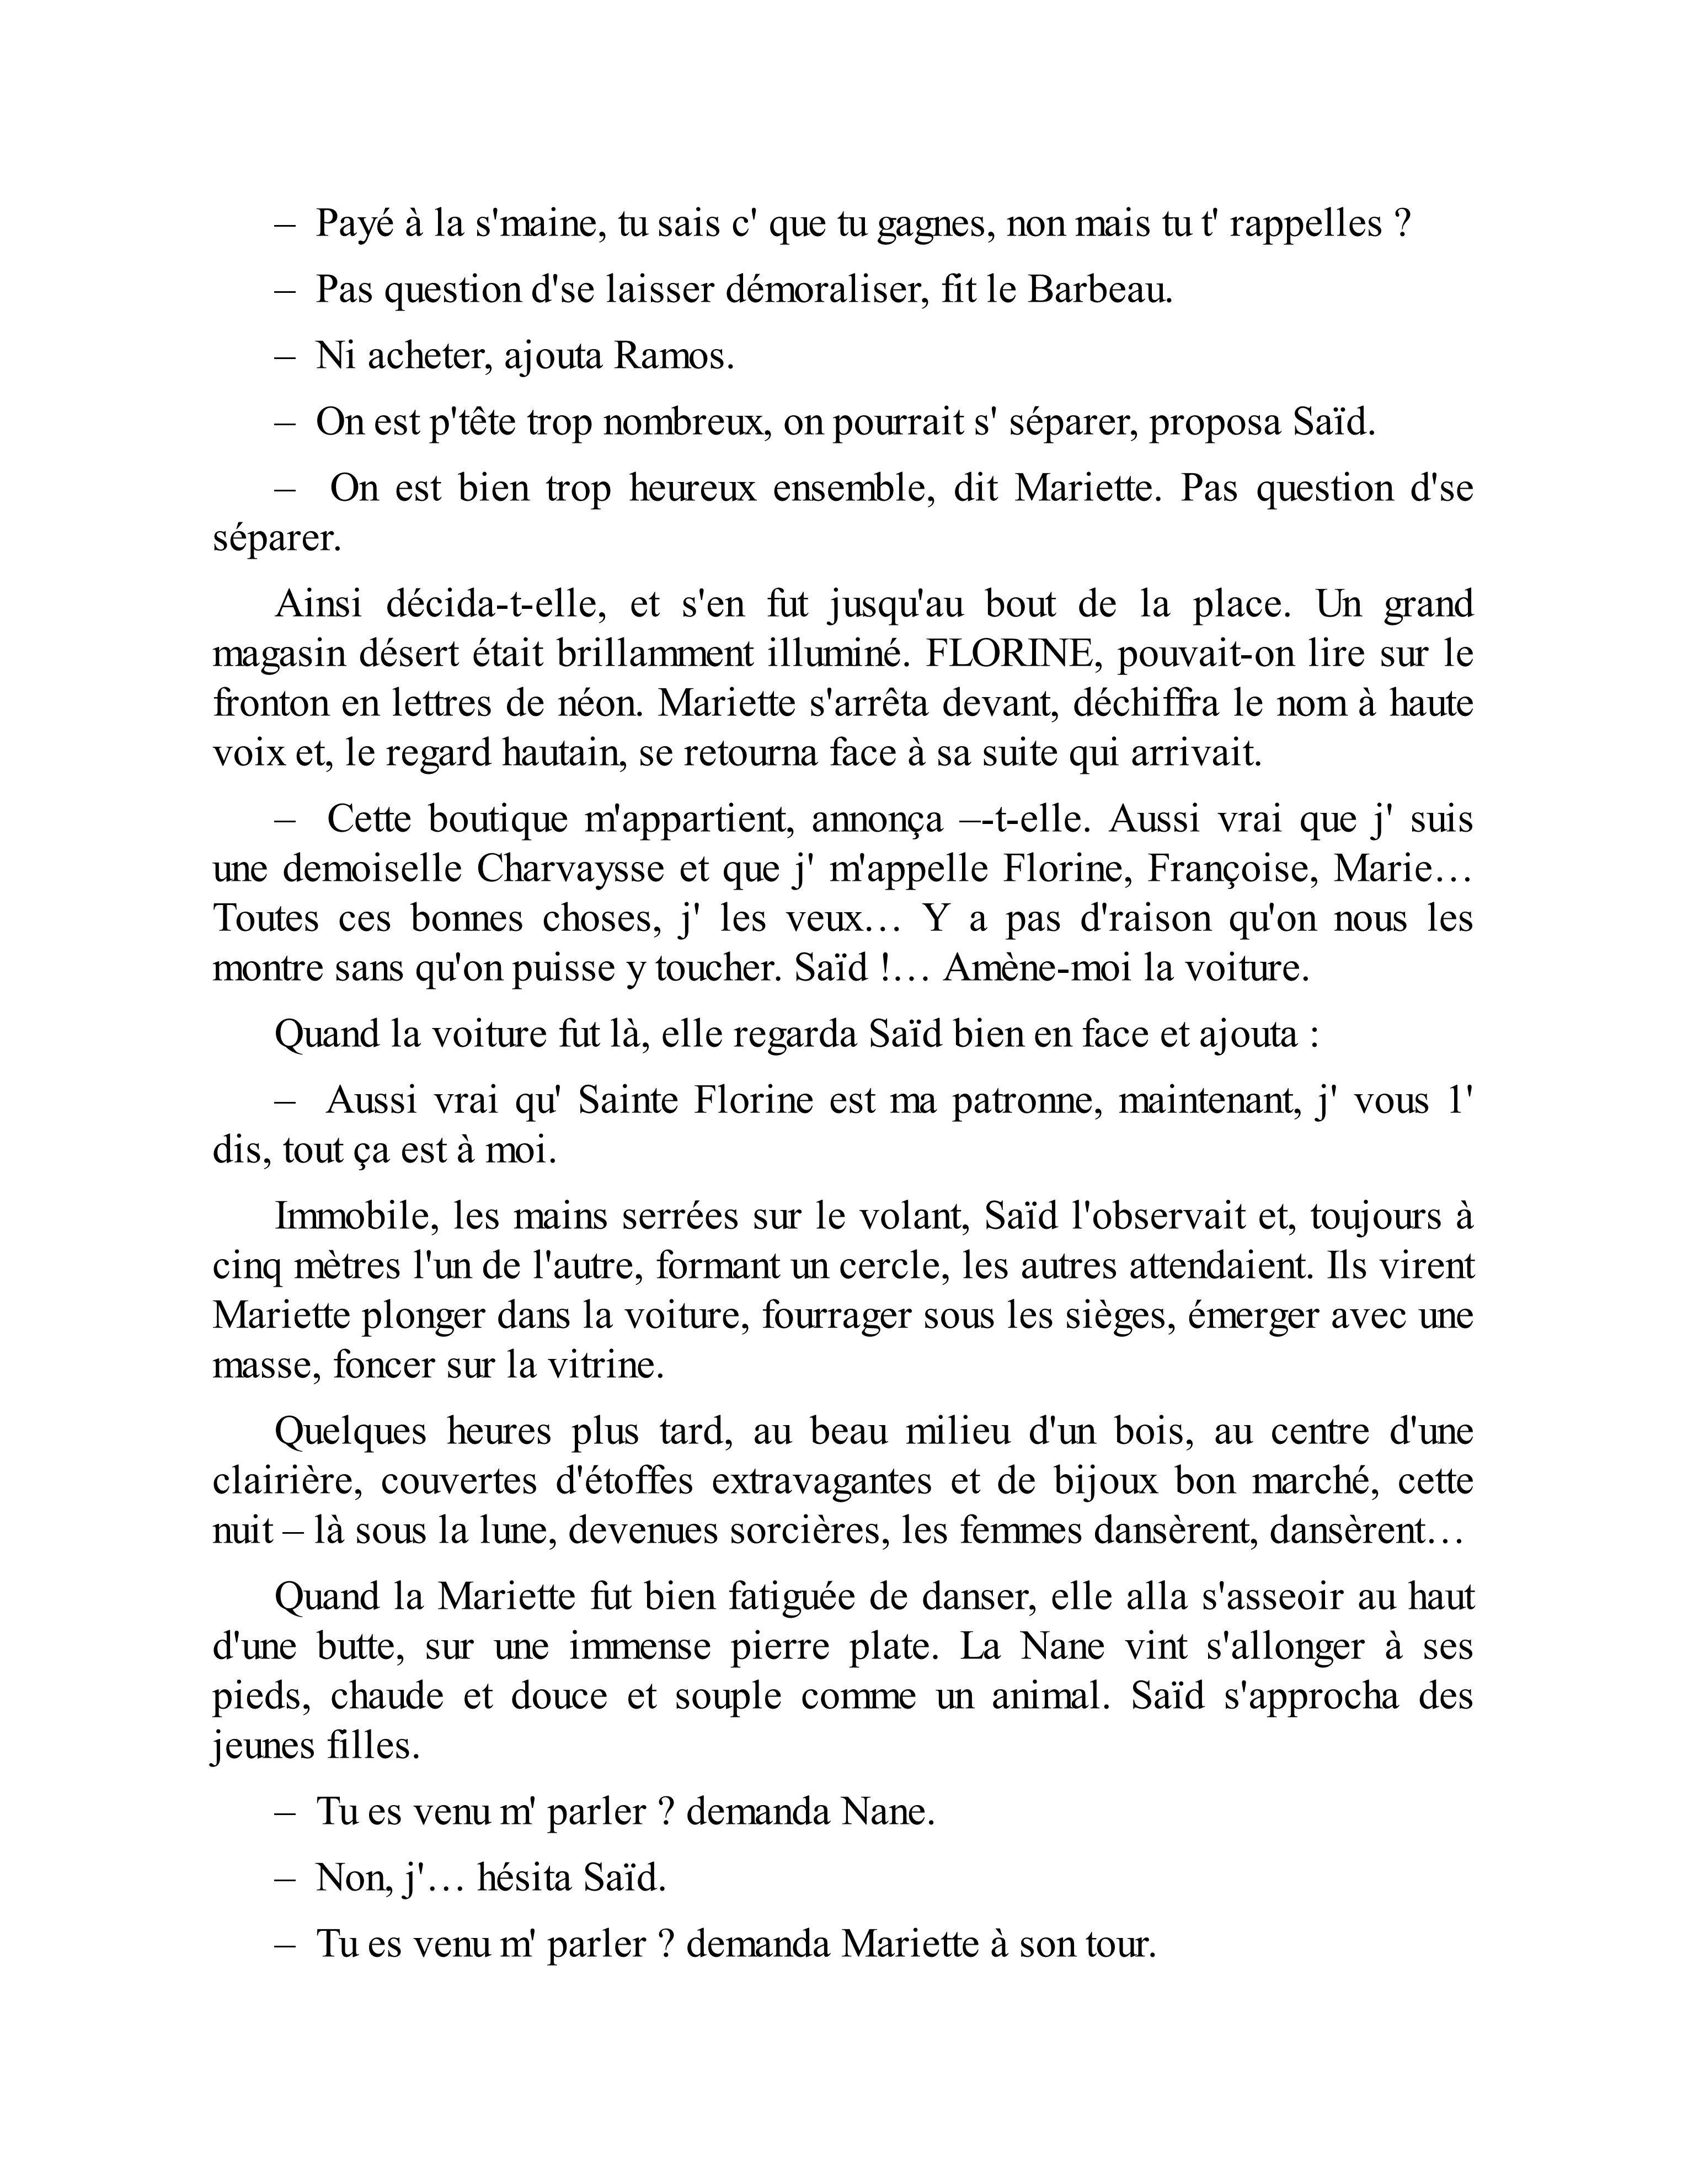 – Payé à la s'maine, tu sais c' que tu gagnes, non mais tu t' rappelles ?
– Pas question d'se laisser démoraliser, fit le Barbeau.
– Ni acheter, ajouta Ramos.
– On est p'tête trop nombreux, on pourrait s' séparer, proposa Saïd.
– On est bien trop heureux ensemble, dit Mariette. Pas question d'se
séparer.
Ainsi décida-t-elle, et s'en fut jusqu'au bout de la place. Un grand
magasin désert était brillamment illuminé. FLORINE, pouvait-on lire sur le
fronton en lettres de néon. Mariette s'arrêta devant, déchiffra le nom à haute
voix et, le regard hautain, se retourna face à sa suite qui arrivait.
– Cette boutique m'appartient, annonça –-t-elle. Aussi vrai que j' suis
une demoiselle Charvaysse et que j' m'appelle Florine, Françoise, Marie…
Toutes ces bonnes choses, j' les veux… Y a pas d'raison qu'on nous les
montre sans qu'on puisse y toucher. Saïd !… Amène-moi la voiture.
Quand la voiture fut là, elle regarda Saïd bien en face et ajouta :
– Aussi vrai qu' Sainte Florine est ma patronne, maintenant, j' vous 1'
dis, tout ça est à moi.
Immobile, les mains serrées sur le volant, Saïd l'observait et, toujours à
cinq mètres l'un de l'autre, formant un cercle, les autres attendaient. Ils virent
Mariette plonger dans la voiture, fourrager sous les sièges, émerger avec une
masse, foncer sur la vitrine.
Quelques heures plus tard, au beau milieu d'un bois, au centre d'une
clairière, couvertes d'étoffes extravagantes et de bijoux bon marché, cette
nuit – là sous la lune, devenues sorcières, les femmes dansèrent, dansèrent…
Quand la Mariette fut bien fatiguée de danser, elle alla s'asseoir au haut
d'une butte, sur une immense pierre plate. La Nane vint s'allonger à ses
pieds, chaude et douce et souple comme un animal. Saïd s'approcha des
jeunes filles.
– Tu es venu m' parler ? demanda Nane.
– Non, j'… hésita Saïd.
– Tu es venu m' parler ? demanda Mariette à son tour.